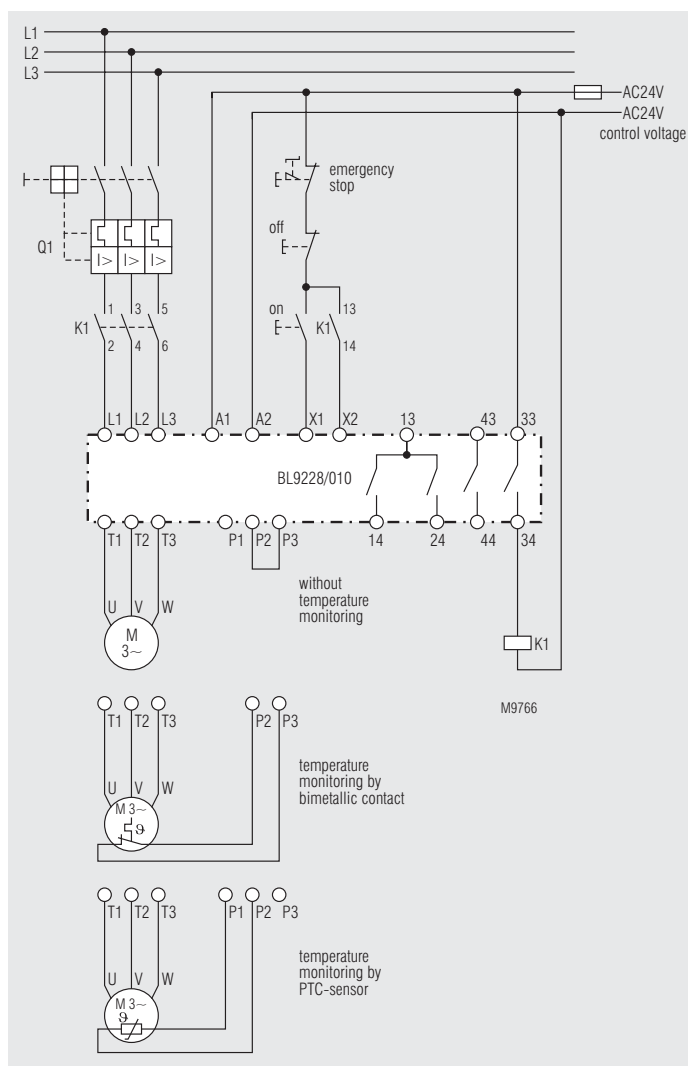 L1
L2
L3
AC24V
AC24V
control voltage
emergency
stop
off
Q1
I> I> I>
on
1 3 5
K1
2 4 6
13
K1
14
L1 L2 L3 A1 A2 X1 X2 13 43 33
BL9228/010
T1 T2 T3 P1 P2 P3 14 24 44 34
without
temperature
monitoring
U V W
M
3~
K1
M9766
T1 T2 T3 P2 P3
temperature
monitoring by
bimetallic contact
U V W
M 3~
ϑ
T1 T2 T3 P1 P2 P3
temperature
monitoring by
PTC-sensor
U V W
M 3~
ϑ